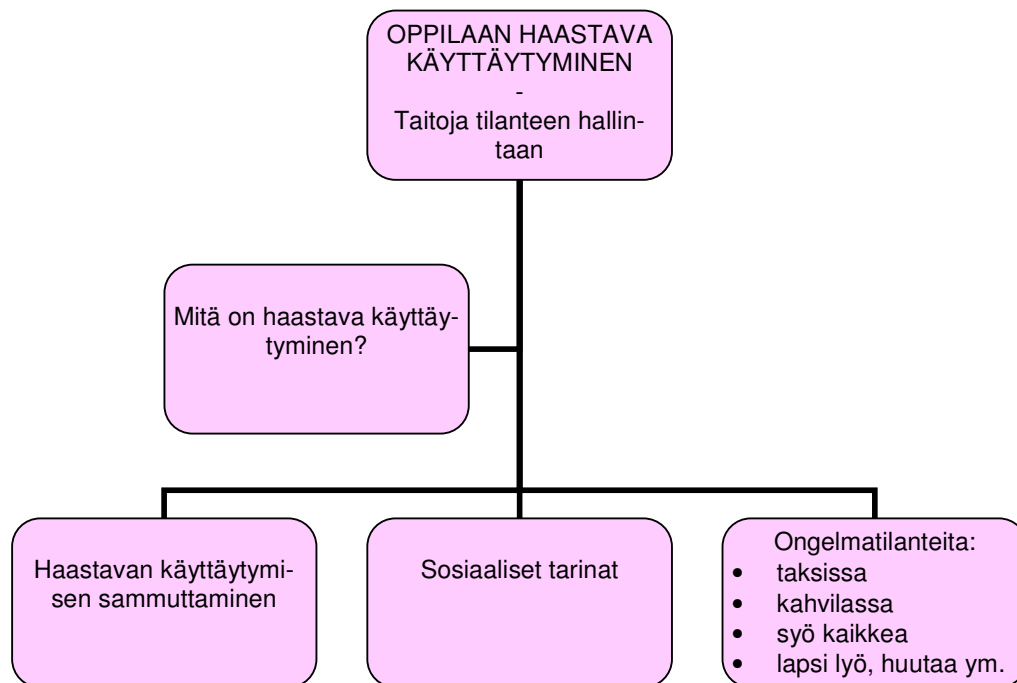 OPPILAAN HAASTAVA
KÄYTTÄYTYMINEN
-
Taitoja tilanteen hallin-
taan
Mitä on haastava käyttäy-
tyminen?
Haastavan käyttäytymi-
sen sammuttaminen
Sosiaaliset tarinat
Ongelmatilanteita:
• taksissa
• kahvilassa
• syö kaikkea
• lapsi lyö, huutaa ym.